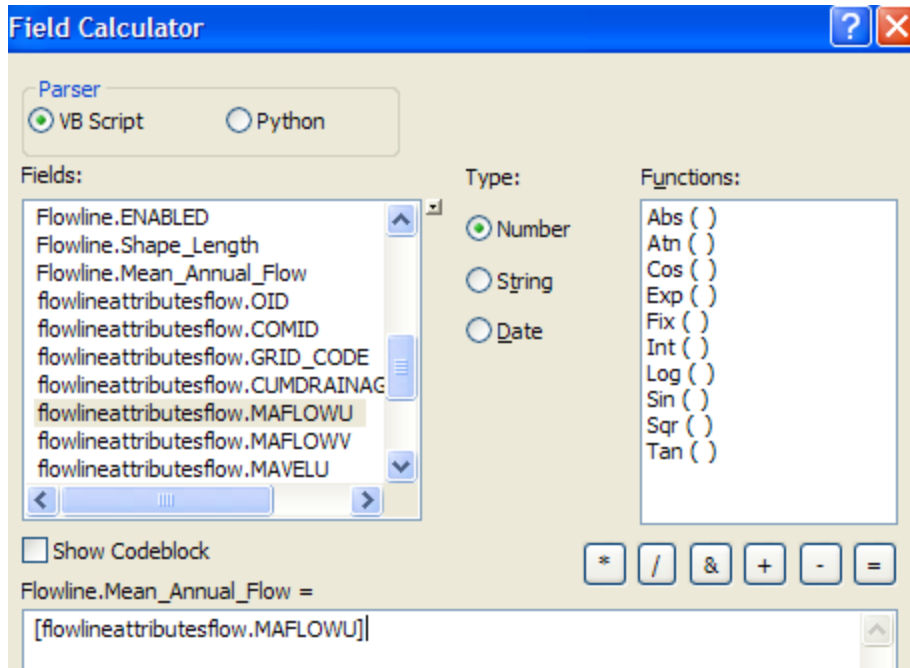 Field Calculator
Parser
VB Script Python
Fields:
Type:
Functions:
Flowline.ENABLED
Flowline.Shape_Length
Flowline.Mean_Annual_Flow
flowlineattributesflow.OID
flowlineattributesflow.COMID
flowlineattributesflow.GRID_CODE
flowlineattributesflow.CUMDRAINAG
flowlineattributesflow.MAFLOWU
flowlineattributesflow.MAFLOWV
flowlineattributesflow.MAVELU
Number
String
Date
Abs ( )
Atn ( )
Cos ( )
Exp ( )
Fix ( )
Int ( )
Log ( )
Sin ( )
Sqr ( )
Tan ( )
Show Codeblock
* / & + - =
Flowline.Mean_Annual_Flow =
[flowlineattributesflow.MAFLOWU]